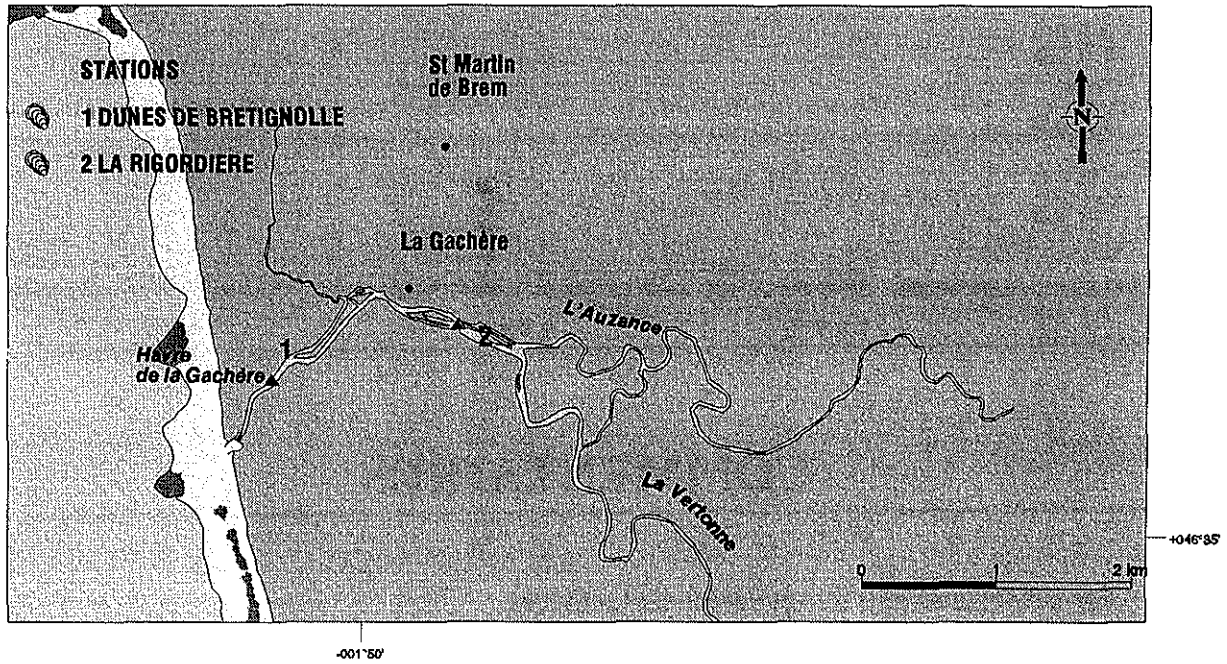 STATIONS
1 DUNES DE BRETIGNOLLE
2 LA RIGORDIERE
St Martin
de Brem
N
La Gachère
L'Auzance
1
2
Havre
de la Gachère
La Vertonne
+046°35'
0 1 2 km
-001°50'